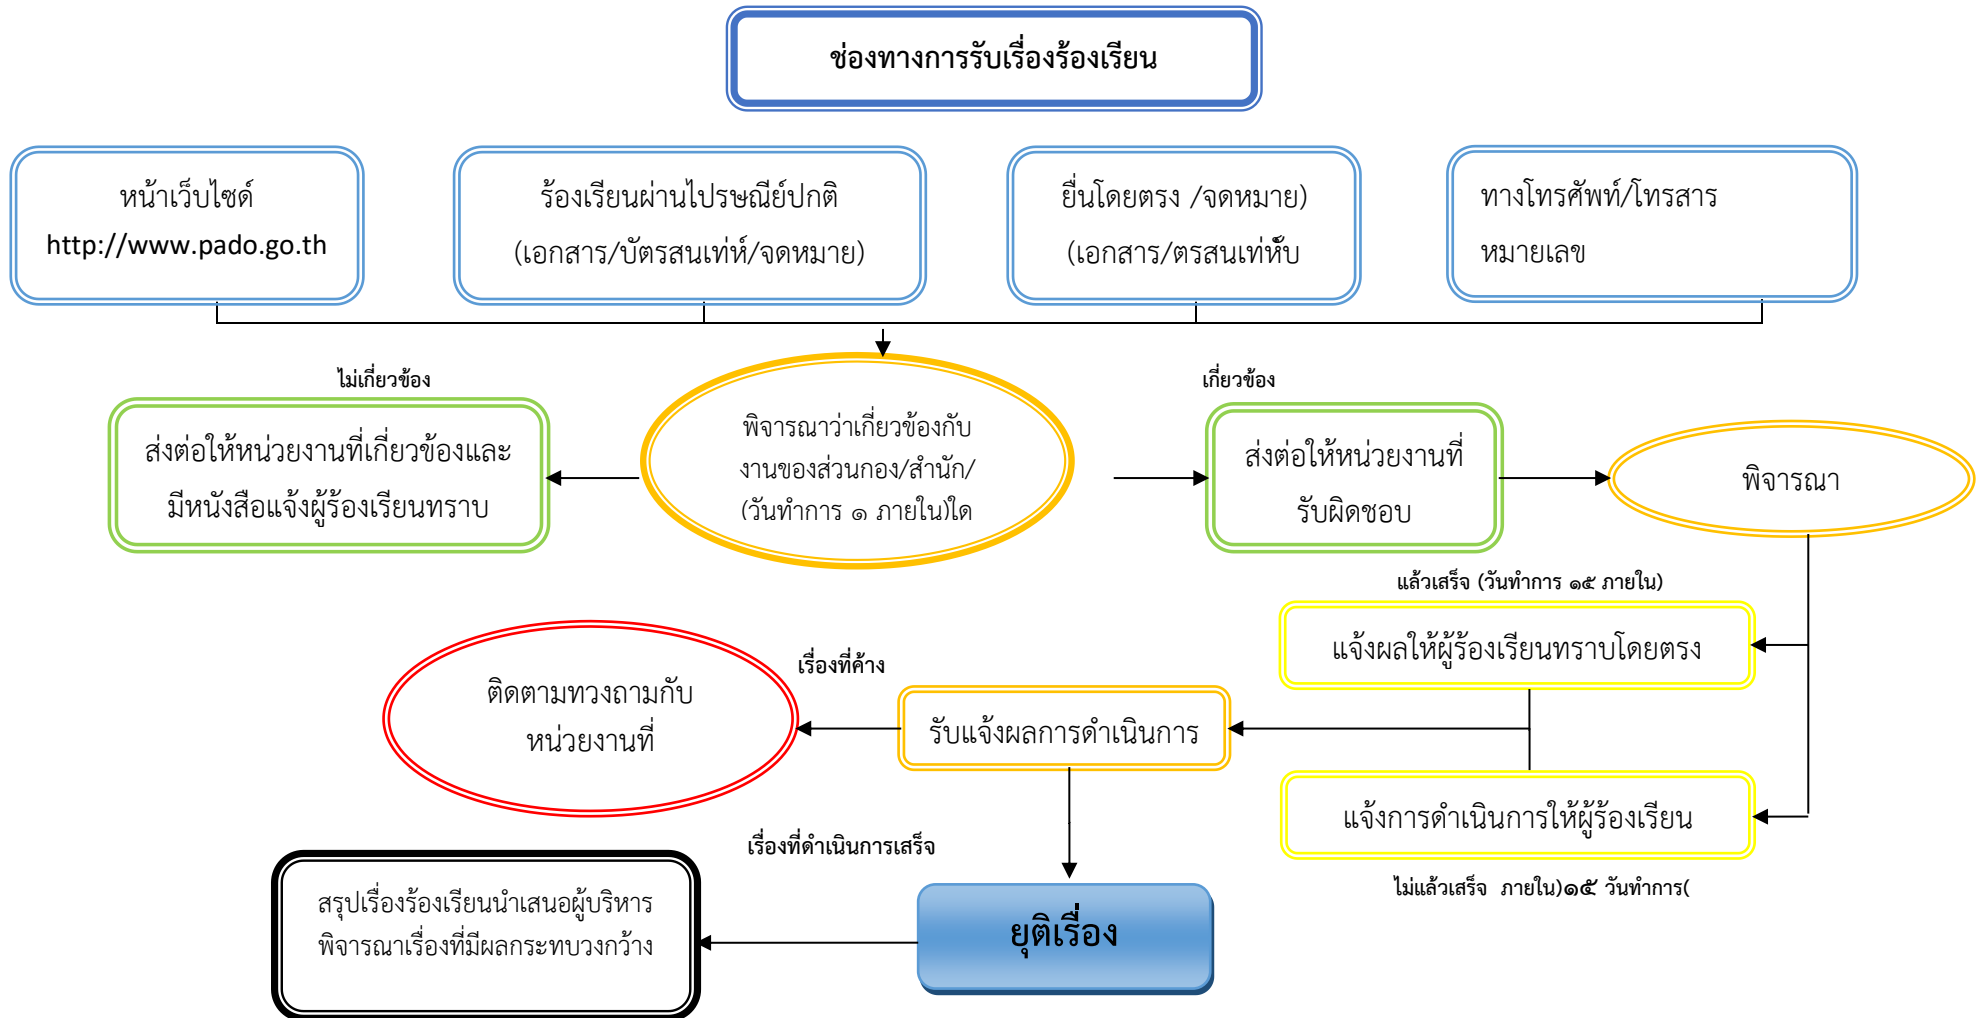 ช่องทางการรับเรื่องร้องเรียน
หน้าเว็บไซด์
http://www.pado.go.th
ร้องเรียนผ่านไปรษณีย์ปกติ
(เอกสาร/บัตรสนเท่ห์/จดหมาย)
ยื่นโดยตรง /จดหมาย)
(เอกสาร/ตรสนเท่ห์บั
ทางโทรศัพท์/โทรสาร
หมายเลข
ไม่เกี่ยวข้อง
เกี่ยวข้อง
ส่งต่อให้หน่วยงานที่เกี่ยวข้องและ
มีหนังสือแจ้งผู้ร้องเรียนทราบ
พิจารณาว่าเกี่ยวข้องกับ
งานของส่วนกอง/สำนัก/
(วันทำการ ๑ ภายใน)ใด
ส่งต่อให้หน่วยงานที่
รับผิดชอบ
พิจารณา
แล้วเสร็จ (วันทำการ ๑๕ ภายใน)
แจ้งผลให้ผู้ร้องเรียนทราบโดยตรง
เรื่องที่ค้าง
ติดตามทวงถามกับ
หน่วยงานที่
รับแจ้งผลการดำเนินการ
แจ้งการดำเนินการให้ผู้ร้องเรียน
ไม่แล้วเสร็จ ภายใน)๑๕ วันทำการ(
เรื่องที่ดำเนินการเสร็จ
สรุปเรื่องร้องเรียนนำเสนอผู้บริหาร
พิจารณาเรื่องที่มีผลกระทบวงกว้าง
ยุติเรื่อง